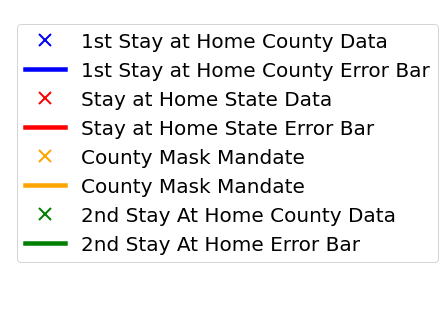 1st Stay at Home County Data
1st Stay at Home County Error Bar
Stay at Home State Data
Stay at Home State Error Bar
County Mask Mandate
County Mask Mandate
2nd Stay At Home County Data
2nd Stay At Home Error Bar